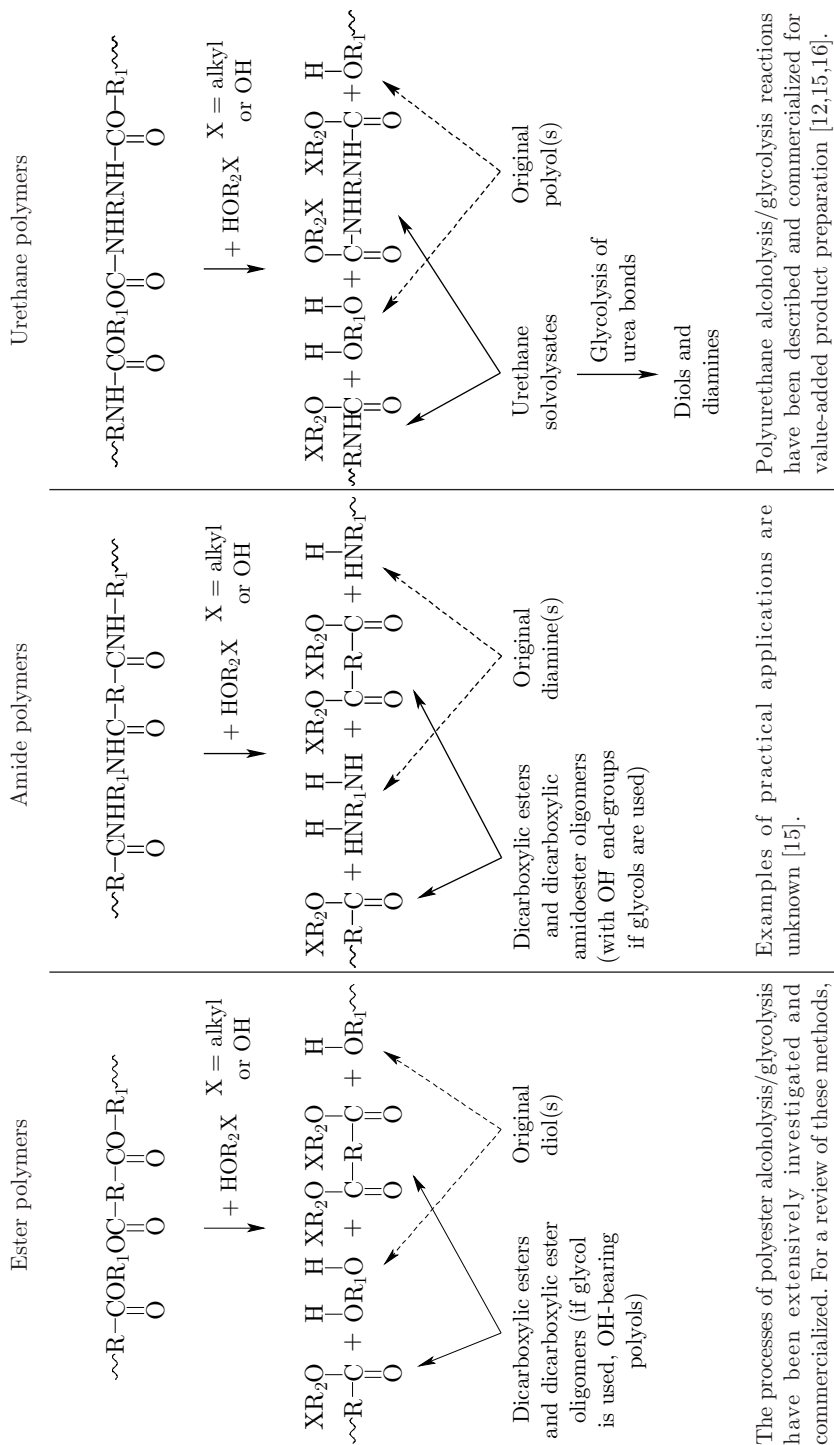 Ester polymers
~R–COR₁OC–R–CO–R₁~
O O O
+ HOR₂X X = alkyl
or OH
XR₂O H H XR₂O XR₂O H
~R–C + OR₁O + C–R–C + OR₁~
O O O
Dicarboxylic esters
and dicarboxylic ester
oligomers (if glycol
is used, OH-bearing
polyols)
Original
diol(s)
The processes of polyester alcoholysis/glycolysis
have been extensively investigated and
commercialized. For a review of these methods,
Amide polymers
~R–CNHR₁NHC–R–CNH–R₁~
O O O
+ HOR₂X X = alkyl
or OH
XR₂O H H XR₂O XR₂O H
~R–C + HNR₁NH + C–R–C + HNR₁~
O O O
Dicarboxylic esters
and dicarboxylic
amidoester oligomers
(with OH end-groups
if glycols are used)
Original
diamine(s)
Examples of practical applications are
unknown [15].
Urethane polymers
~RNH–COR₁OC–NHRNH–CO–R₁~
O O O
+ HOR₂X X = alkyl
or OH
XR₂O H H OR₂X XR₂O H
~RNHC + OR₁O + C–NHRNH–C + OR₁~
O O O
Urethane
solvolysates
Original
polyol(s)
Glycolysis of
urea bonds
Diols and
diamines
Polyurethane alcoholysis/glycolysis reactions
have been described and commercialized for
value-added product preparation [12,15,16].